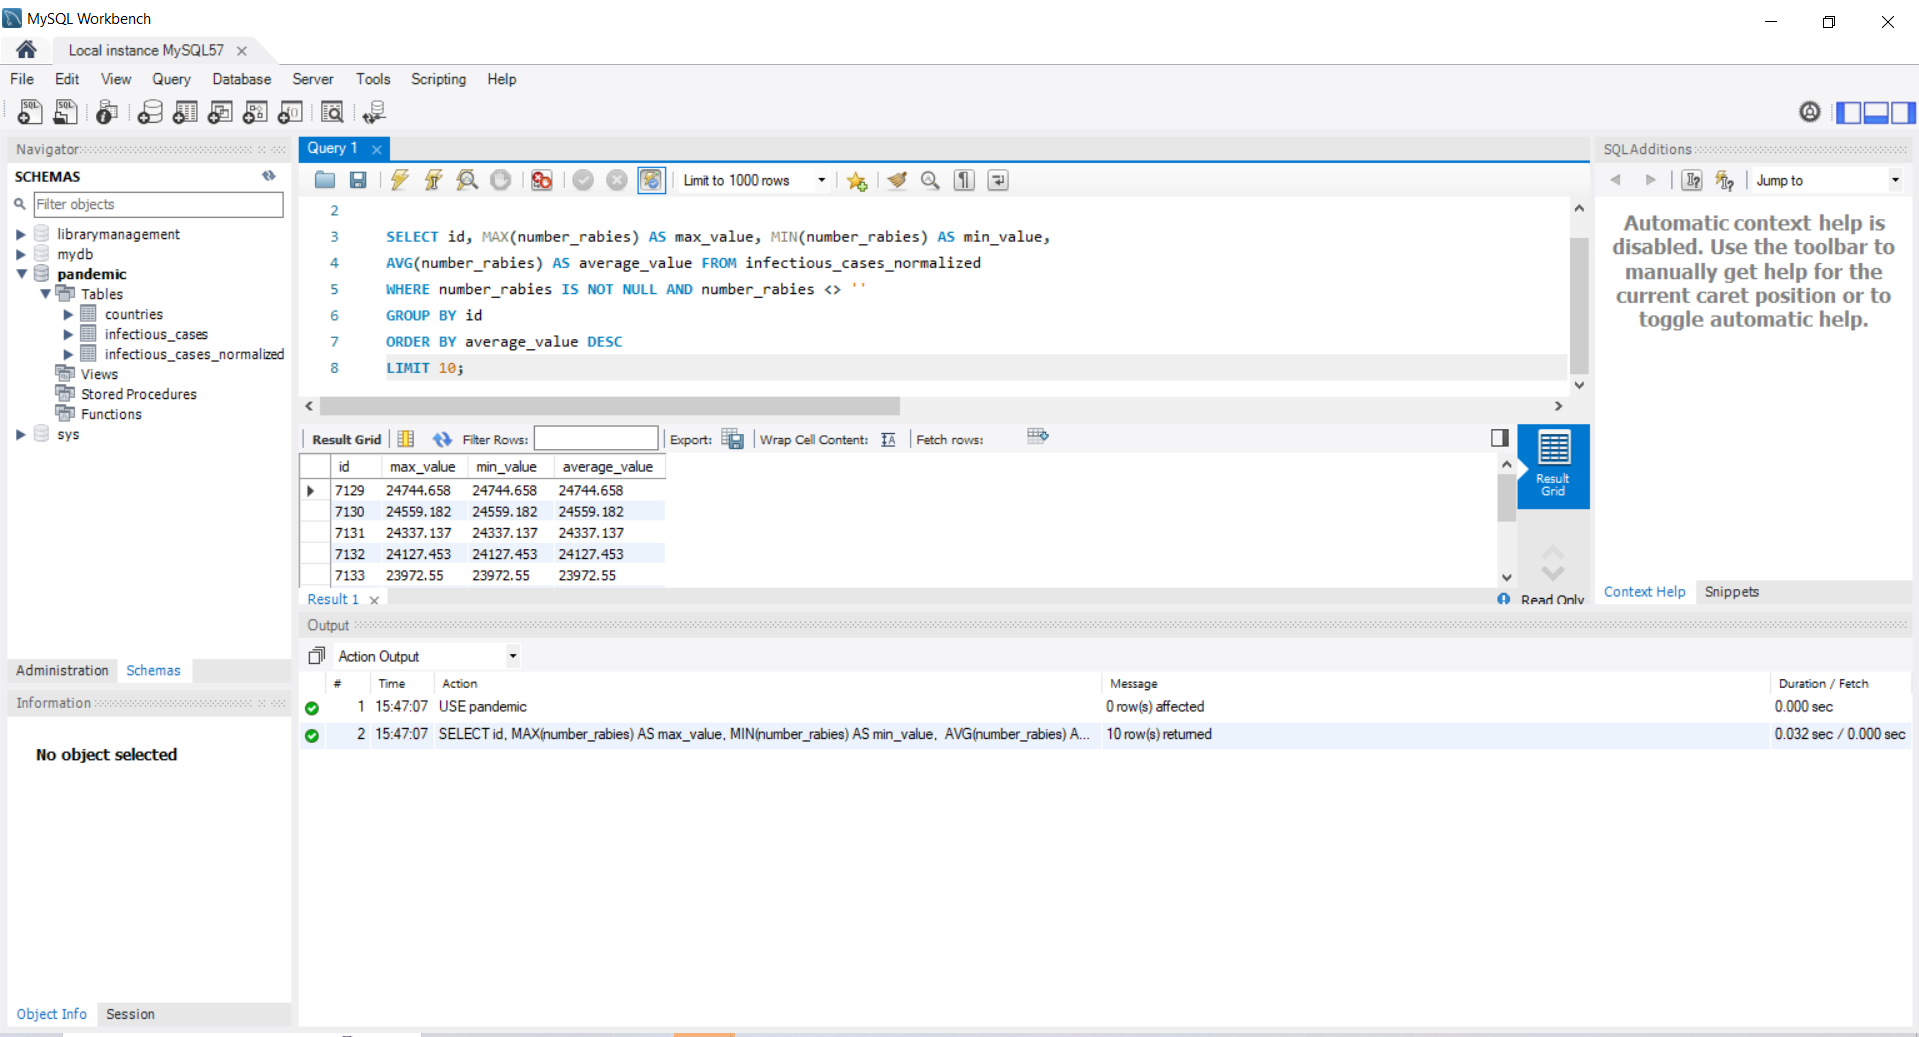 MySQL Workbench
Local instance MySQL57
File Edit View Query Database Server Tools Scripting Help
Navigator
SCHEMAS
Filter objects
librarymanagement
mydb
pandemic
Tables
countries
infectious_cases
infectious_cases_normalized
Views
Stored Procedures
Functions
sys
Administration Schemas
Information
No object selected
Object Info Session
Query 1
Limit to 1000 rows
2
3 SELECT id, MAX(number_rabies) AS max_value, MIN(number_rabies) AS min_value,
4 AVG(number_rabies) AS average_value FROM infectious_cases_normalized
5 WHERE number_rabies IS NOT NULL AND number_rabies <> ''
6 GROUP BY id
7 ORDER BY average_value DESC
8 LIMIT 10;
Result Grid Filter Rows: Export: Wrap Cell Content: Fetch rows:
id max_value min_value average_value
7129 24744.658 24744.658 24744.658
7130 24559.182 24559.182 24559.182
7131 24337.137 24337.137 24337.137
7132 24127.453 24127.453 24127.453
7133 23972.55 23972.55 23972.55
Result
Grid
Result 1
Read Only
SQLAdditions
Jump to
Automatic context help is
disabled. Use the toolbar to
manually get help for the
current caret position or to
toggle automatic help.
Context Help Snippets
Output
Action Output
# Time Action Message Duration / Fetch
1 15:47:07 USE pandemic 0 row(s) affected 0.000 sec
2 15:47:07 SELECT id, MAX(number_rabies) AS max_value, MIN(number_rabies) AS min_value, AVG(number_rabies) A... 10 row(s) returned 0.032 sec / 0.000 sec